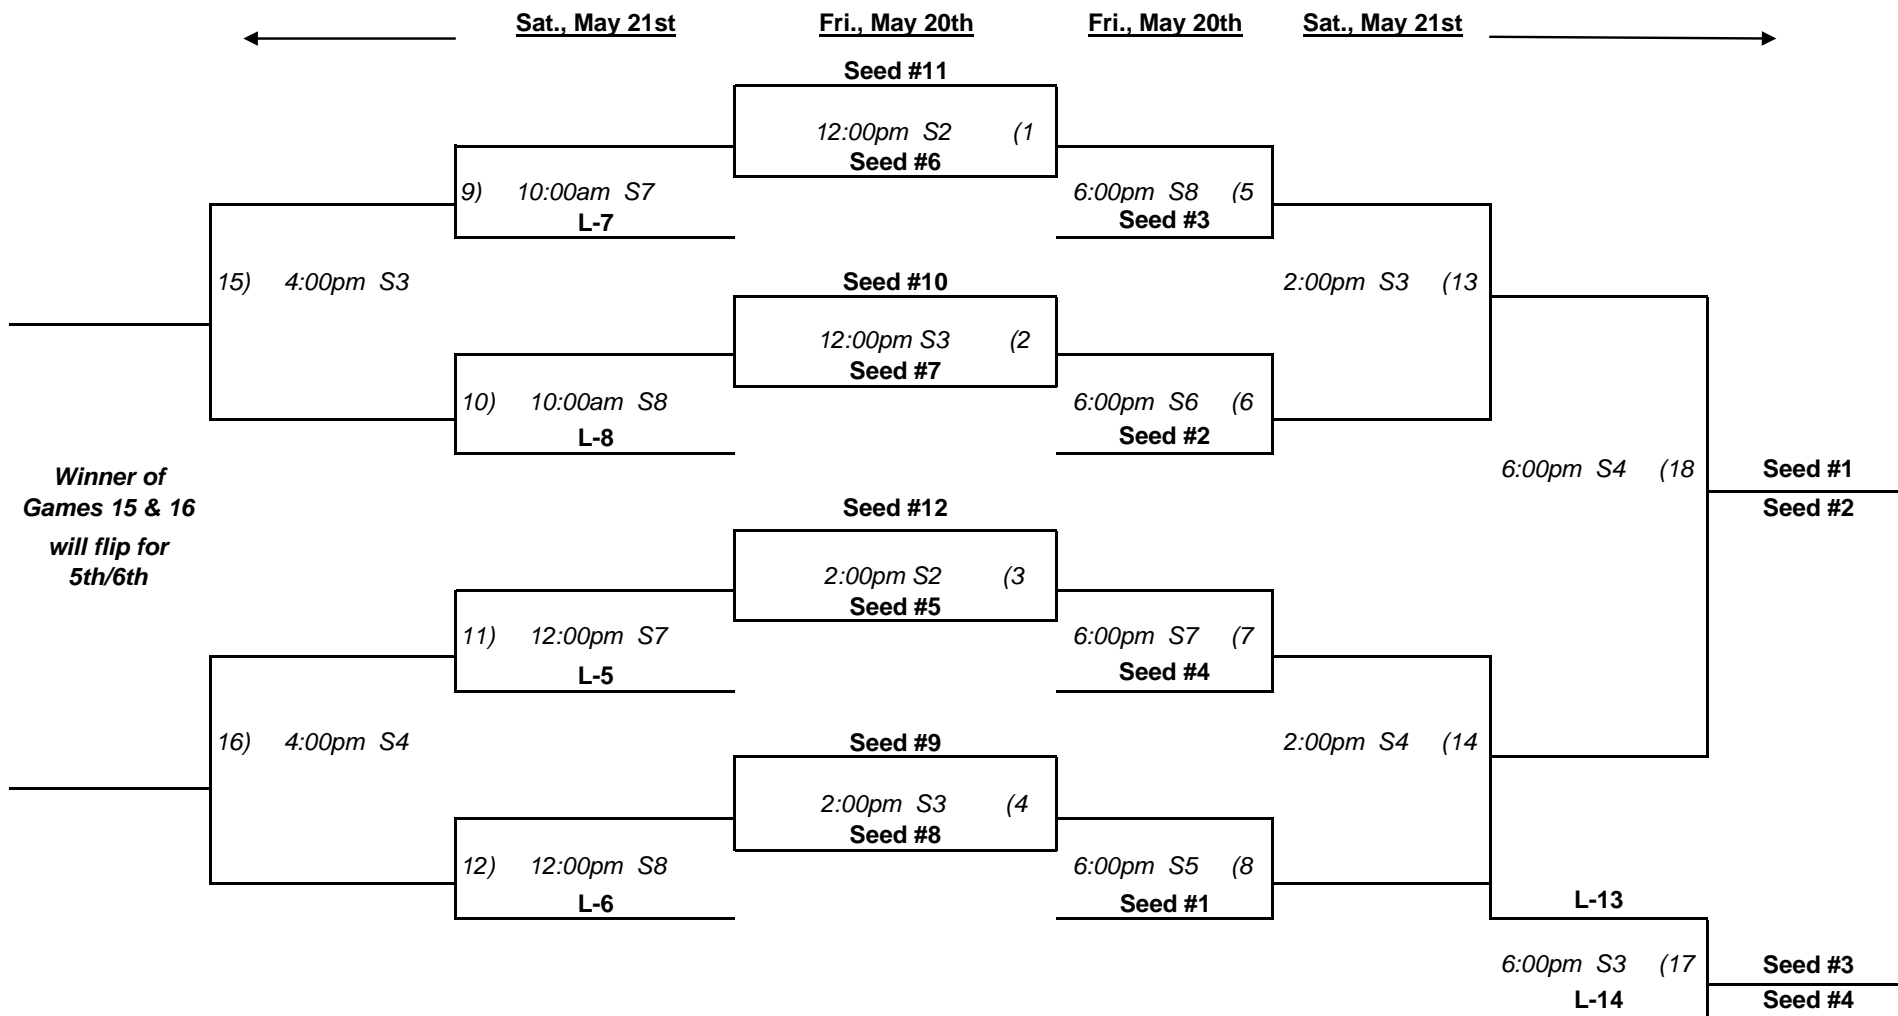 Sat., May 21st Fri., May 20th Fri., May 20th Sat., May 21st
Seed #11
12:00pm S2 (1
Seed #6
9) 10:00am S7
L-7
6:00pm S8 (5
Seed #3
15) 4:00pm S3
Seed #10
2:00pm S3 (13
12:00pm S3 (2
Seed #7
10) 10:00am S8
L-8
6:00pm S6 (6
Seed #2
Winner of
Games 15 & 16
will flip for
5th/6th
6:00pm S4 (18
Seed #1
Seed #2
Seed #12
2:00pm S2 (3
Seed #5
11) 12:00pm S7
L-5
6:00pm S7 (7
Seed #4
16) 4:00pm S4
Seed #9
2:00pm S4 (14
2:00pm S3 (4
Seed #8
12) 12:00pm S8
L-6
6:00pm S5 (8
Seed #1
L-13
6:00pm S3 (17
L-14
Seed #3
Seed #4